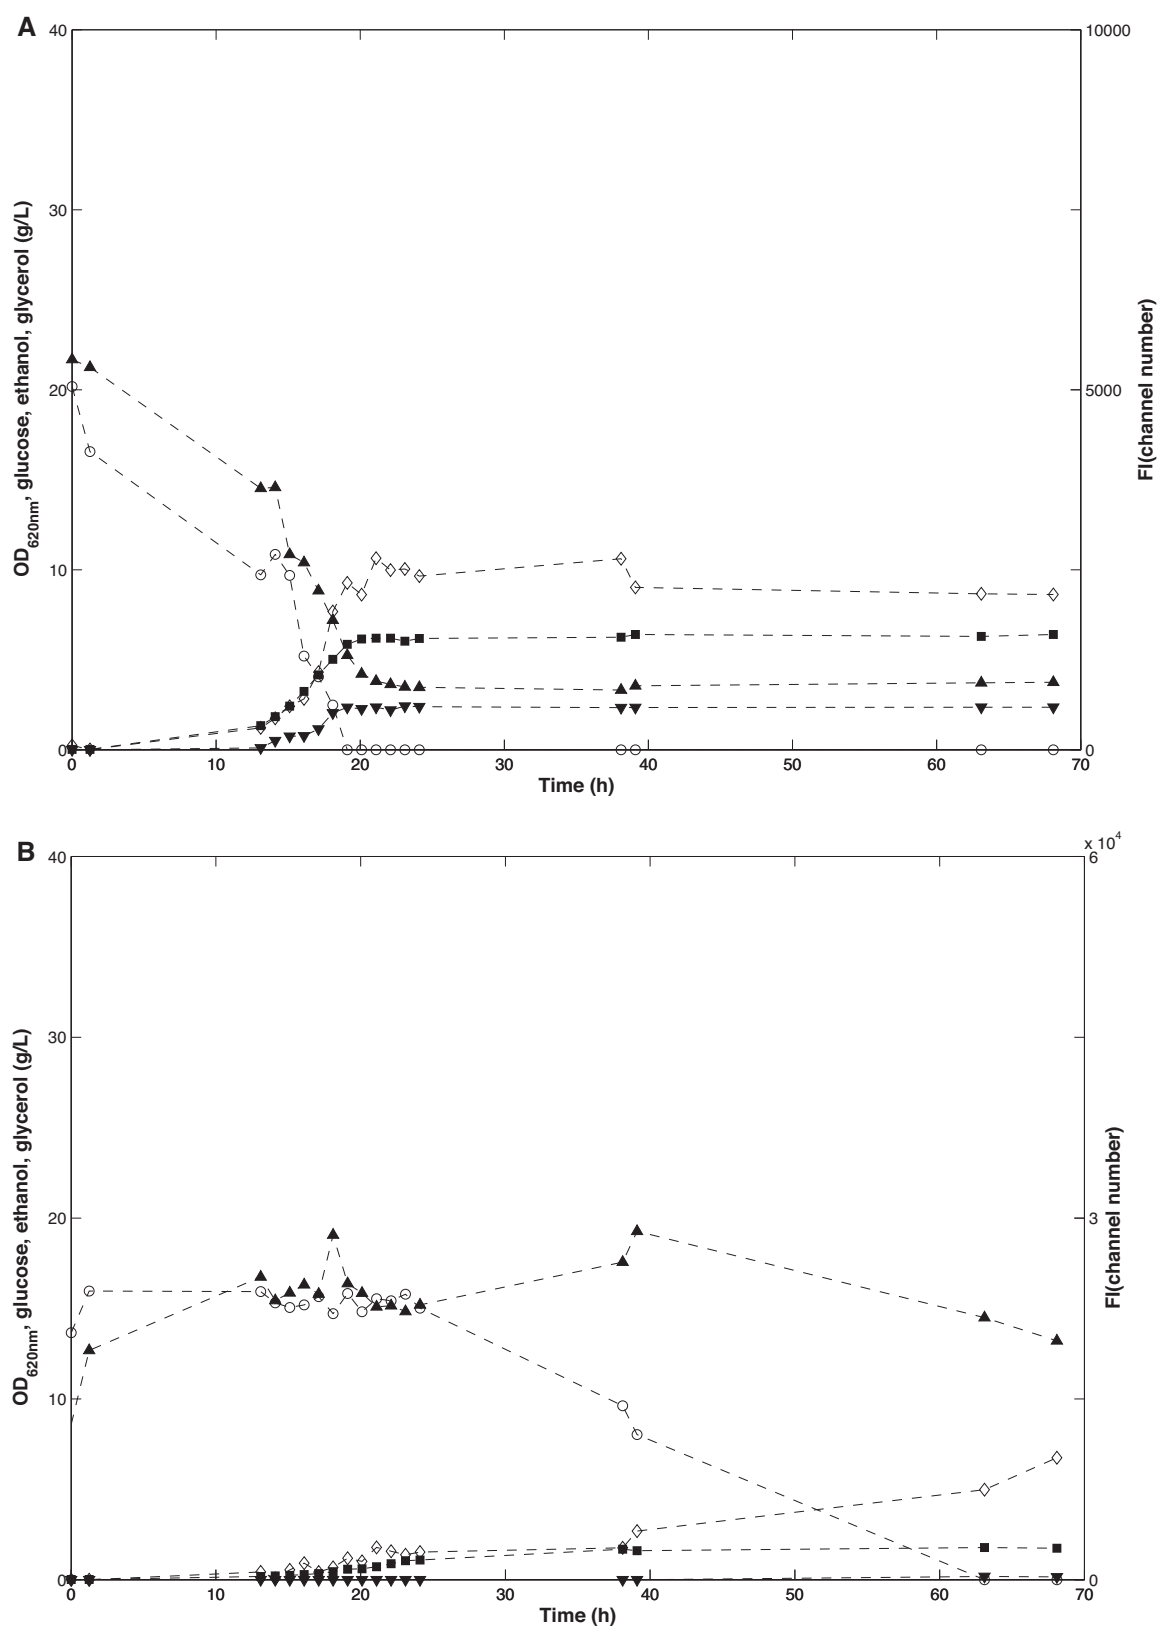 A
40
30
20
10
0
10000
5000
0
0 10 20 30 40 50 60 70
Time (h)
OD620nm, glucose, ethanol, glycerol (g/L)
FI(channel number)
B
x 10^4
40
30
20
10
0
6
3
0
0 10 20 30 40 50 60 70
Time (h)
OD620nm, glucose, ethanol, glycerol (g/L)
FI(channel number)